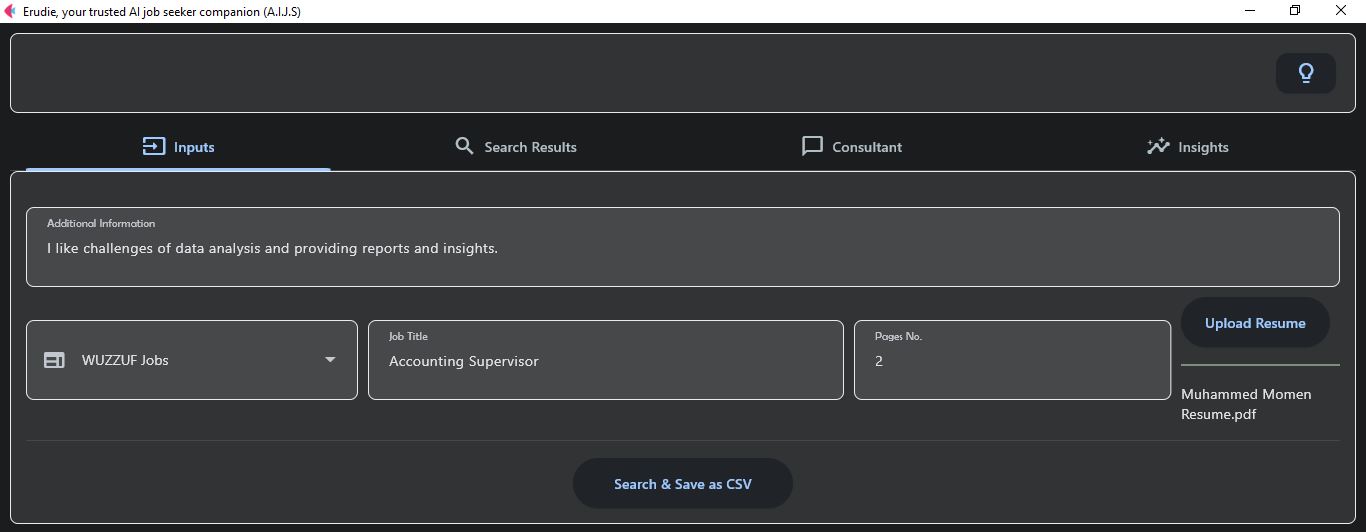 Erudie, your trusted AI job seeker companion (A.I.J.S)
Inputs
Search Results
Consultant
Insights
Additional Information
I like challenges of data analysis and providing reports and insights.
WUZZUF Jobs
Job Title
Accounting Supervisor
Pages No.
2
Upload Resume
Muhammed Momen
Resume.pdf
Search & Save as CSV